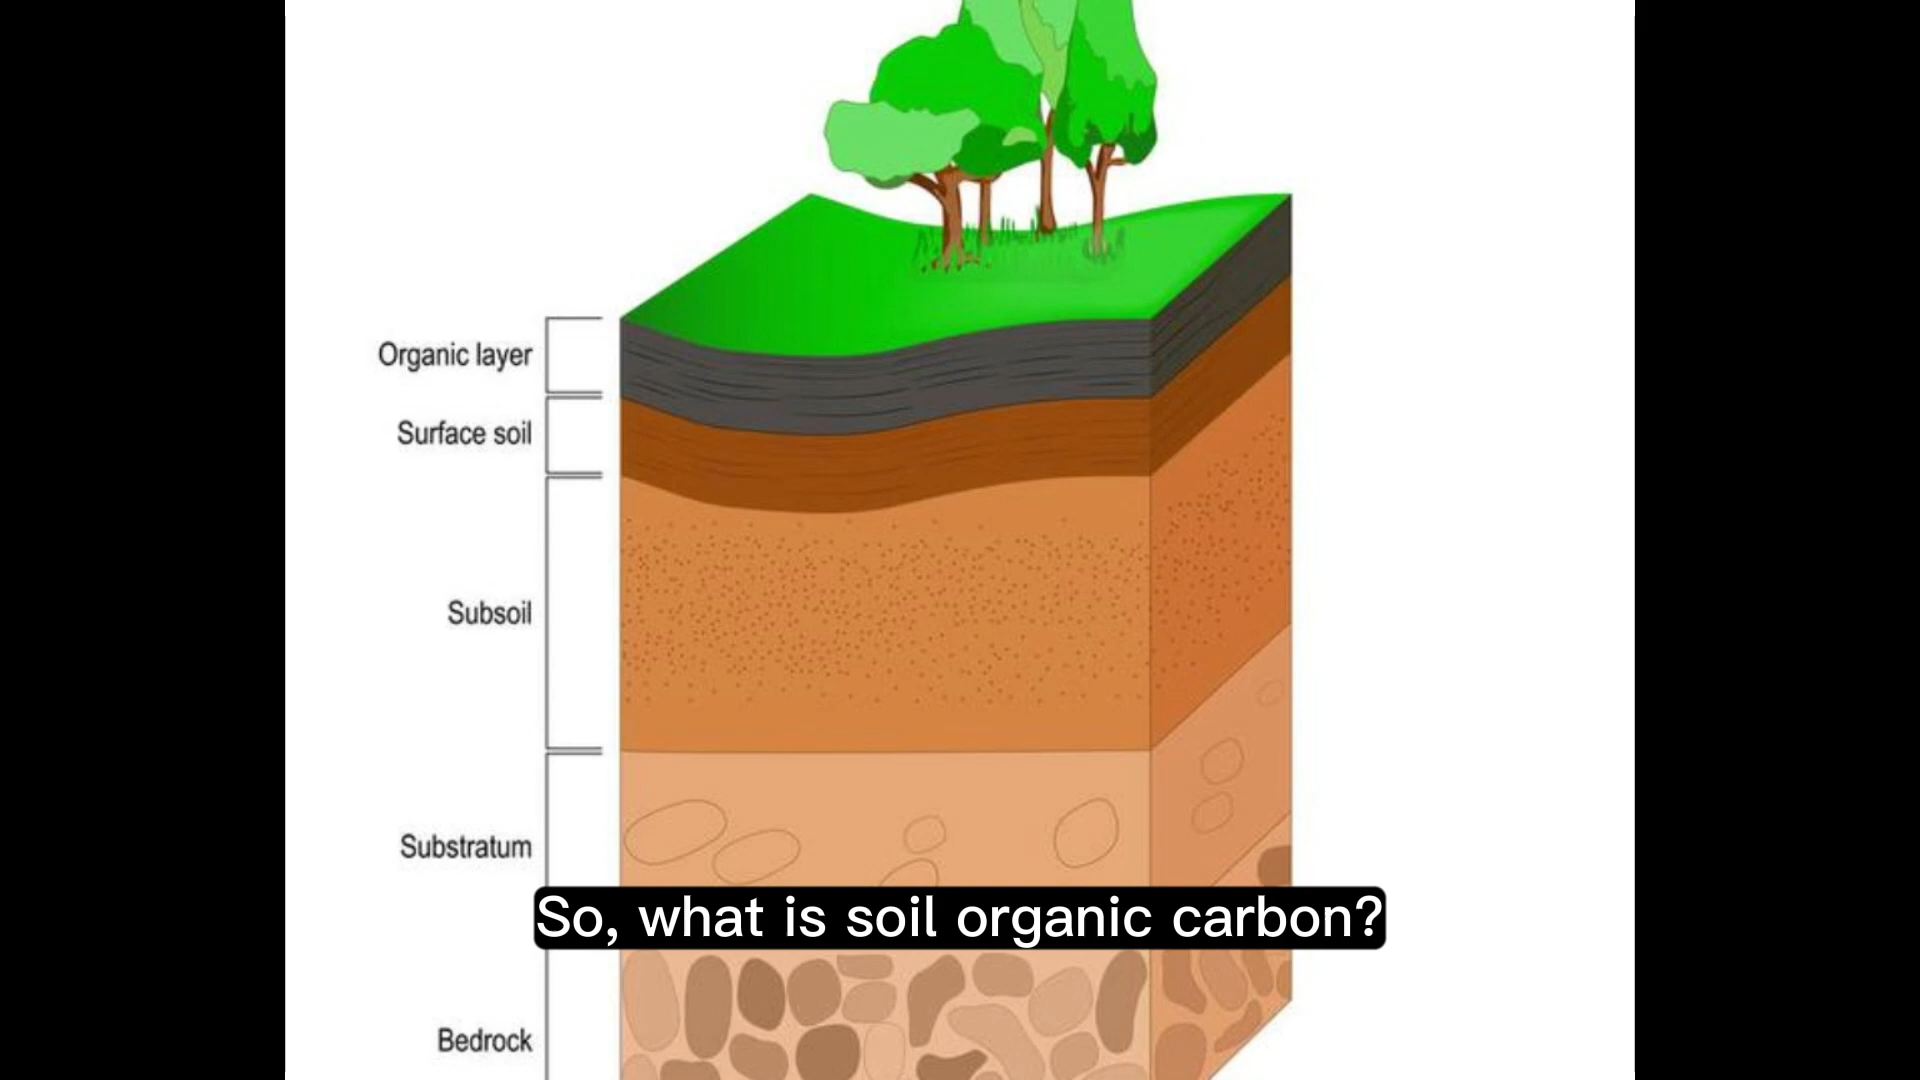 Organic layer
Surface soil
Subsoil
Substratum
So, what is soil organic carbon?
Bedrock